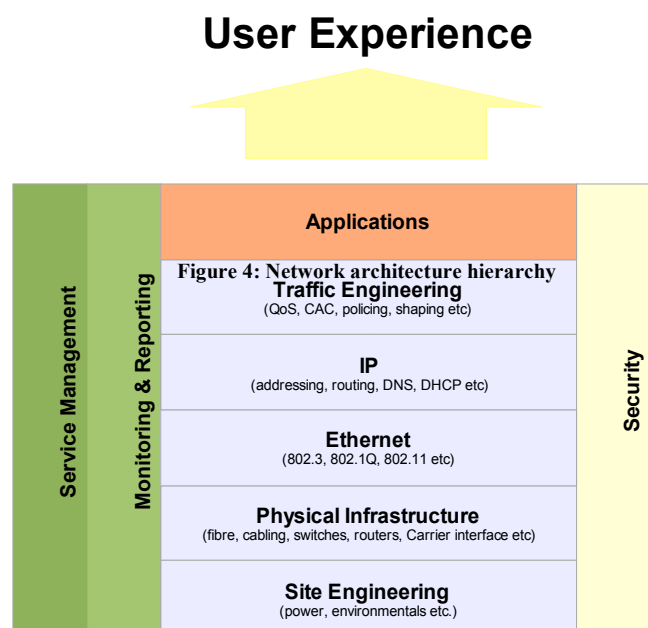 User Experience
Applications
Figure 4: Network architecture hierarchy
Traffic Engineering
(QoS, CAC, policing, shaping etc)
IP
(addressing, routing, DNS, DHCP etc)
Ethernet
(802.3, 802.1Q, 802.11 etc)
Physical Infrastructure
(fibre, cabling, switches, routers, Carrier interface etc)
Site Engineering
(power, environmentals etc.)
Service Management
Monitoring & Reporting
Security